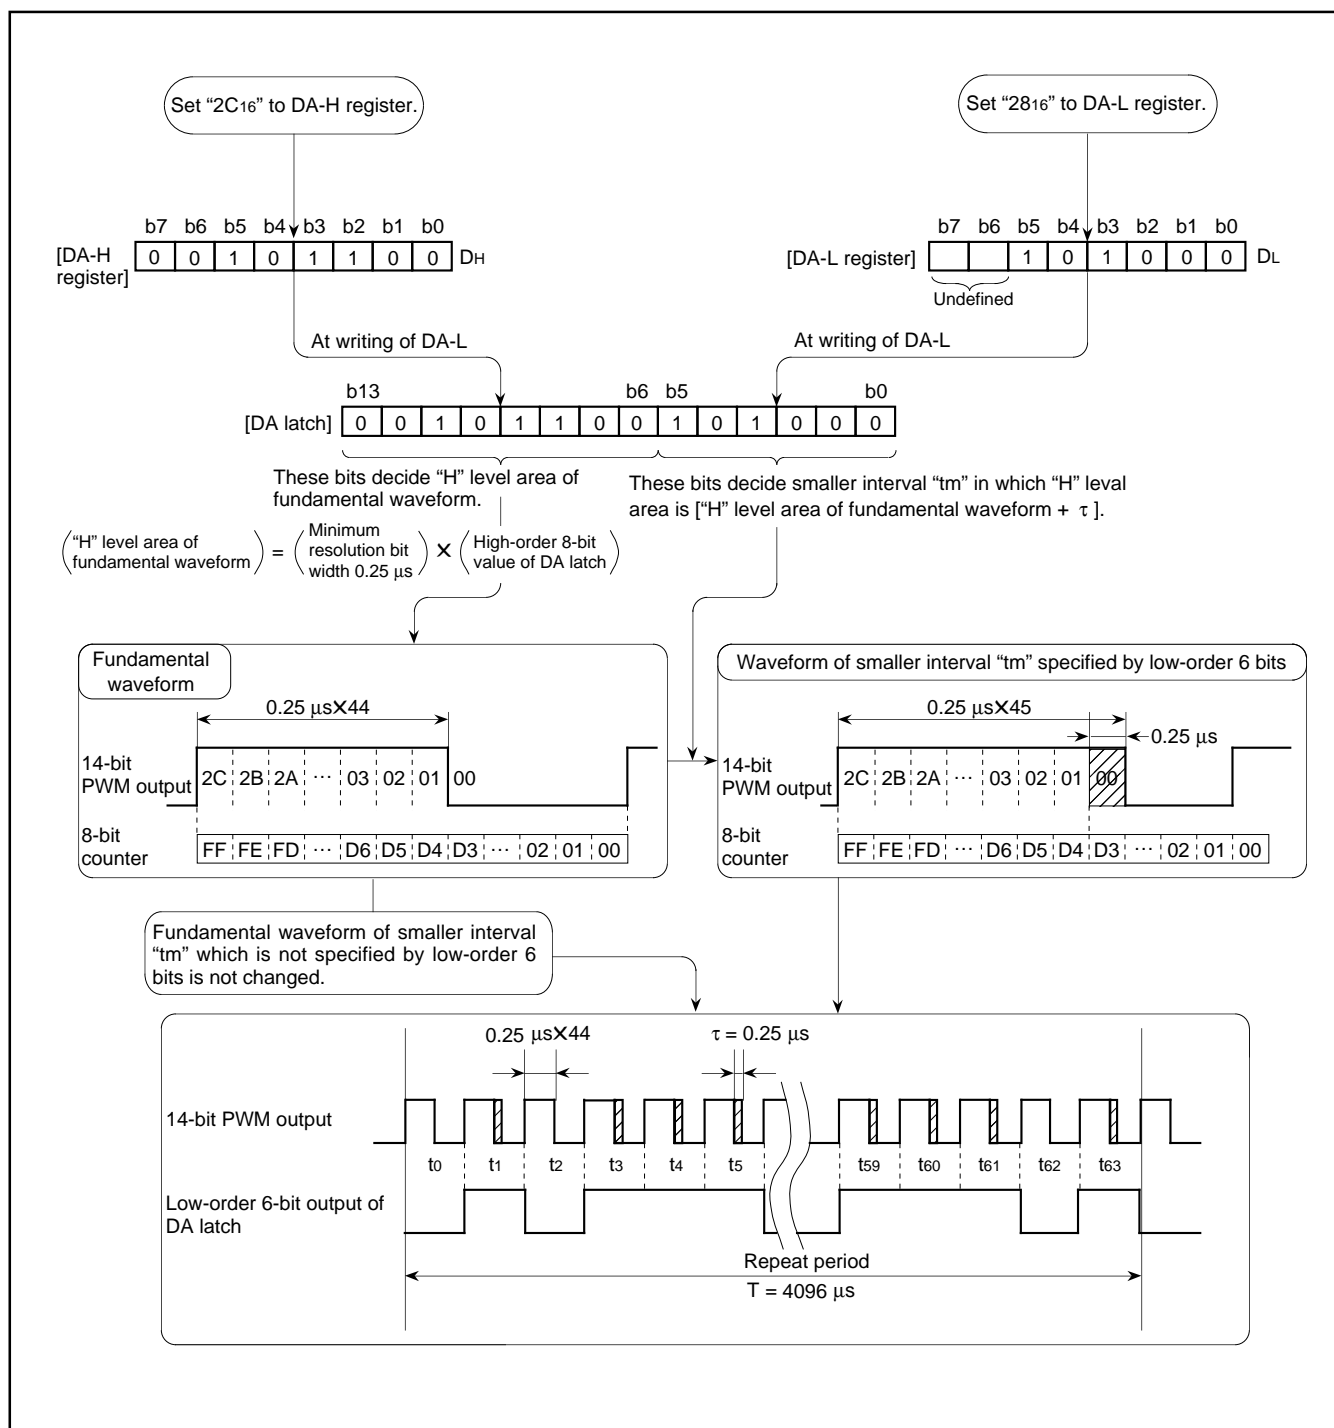 Set “2C16” to DA-H register.
Set “2816” to DA-L register.
b7 b6 b5 b4 b3 b2 b1 b0
[DA-H register] 0 0 1 0 1 1 0 0 DH
b7 b6 b5 b4 b3 b2 b1 b0
[DA-L register] 1 0 1 0 0 0 DL
Undefined
At writing of DA-L
At writing of DA-L
b13 b6 b5 b0
[DA latch] 0 0 1 0 1 1 0 0 1 0 1 0 0 0
These bits decide “H” level area of
fundamental waveform.
These bits decide smaller interval “tm” in which “H” leval
area is [“H” level area of fundamental waveform + τ ].
(“H” level area of
fundamental waveform)
=
(Minimum
resolution bit
width 0.25 μs)
×
(High-order 8-bit
value of DA latch)
Fundamental
waveform
0.25 μs×44
14-bit
PWM output
2C 2B 2A ... 03 02 01 00
8-bit
counter
FF FE FD ... D6 D5 D4 D3 ... 02 01 00
Waveform of smaller interval “tm” specified by low-order 6 bits
0.25 μs×45
0.25 μs
14-bit
PWM output
2C 2B 2A ... 03 02 01 00
8-bit
counter
FF FE FD ... D6 D5 D4 D3 ... 02 01 00
Fundamental waveform of smaller interval
“tm” which is not specified by low-order 6
bits is not changed.
0.25 μs×44
τ = 0.25 μs
14-bit PWM output
t0 t1 t2 t3 t4 t5 t59 t60 t61 t62 t63
Low-order 6-bit output of
DA latch
Repeat period
T = 4096 μs